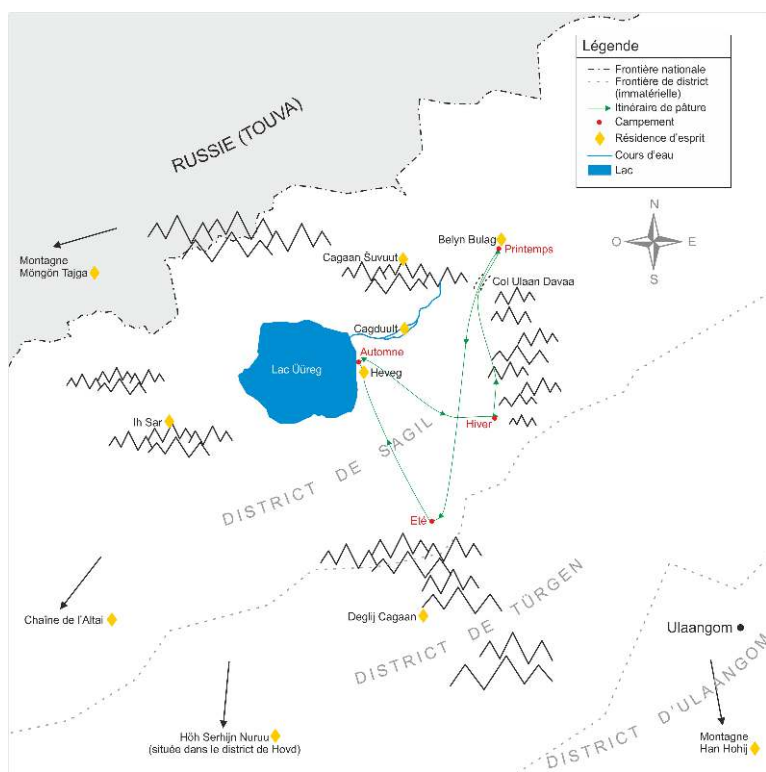 Légende
Frontière nationale
Frontière de district
(immatérielle)
Itinéraire de pâture
Campement
Résidence d'esprit
Cours d'eau
Lac
RUSSIE (TOUVA)
N
O
E
S
Montagne
Möngön Tajga
Cagaan Šuvuut
Belyn Bulag
Printemps
Col Ulaan Davaa
Cagduult
Automne
Lac Üüreg
Heveg
Ih Sar
Hiver
DISTRICT DE SAGIL
Eté
Chaîne de l'Altai
Deglij Cagaan
DISTRICT DE TÜRGEN
Ulaangom
DISTRICT D'ULAANGOM
Höh Serhijn Nuruu
(située dans le district de Hovd)
Montagne
Han Hohij